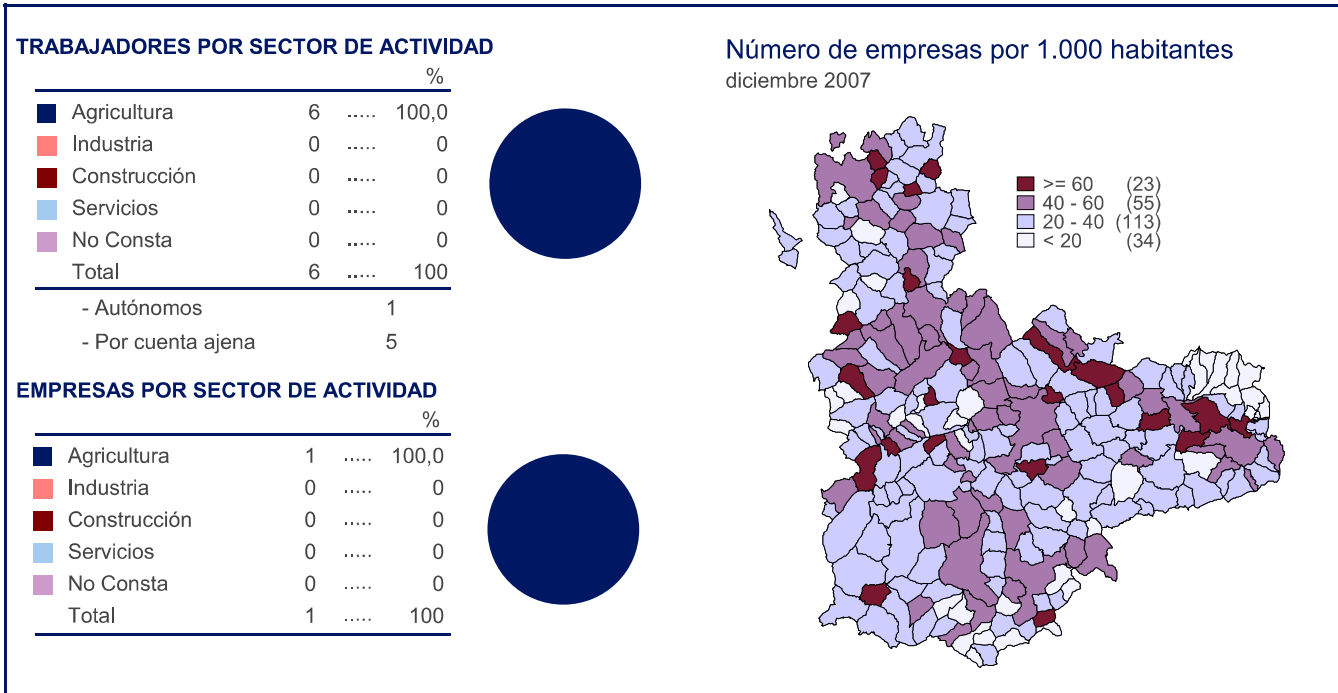 TRABAJADORES POR SECTOR DE ACTIVIDAD
%
Agricultura 6 ..... 100,0
Industria 0 ..... 0
Construcción 0 ..... 0
Servicios 0 ..... 0
No Consta 0 ..... 0
Total 6 ..... 100
- Autónomos 1
- Por cuenta ajena 5
EMPRESAS POR SECTOR DE ACTIVIDAD
%
Agricultura 1 ..... 100,0
Industria 0 ..... 0
Construcción 0 ..... 0
Servicios 0 ..... 0
No Consta 0 ..... 0
Total 1 ..... 100
Número de empresas por 1.000 habitantes
diciembre 2007
>= 60 (23)
40 - 60 (55)
20 - 40 (113)
< 20 (34)